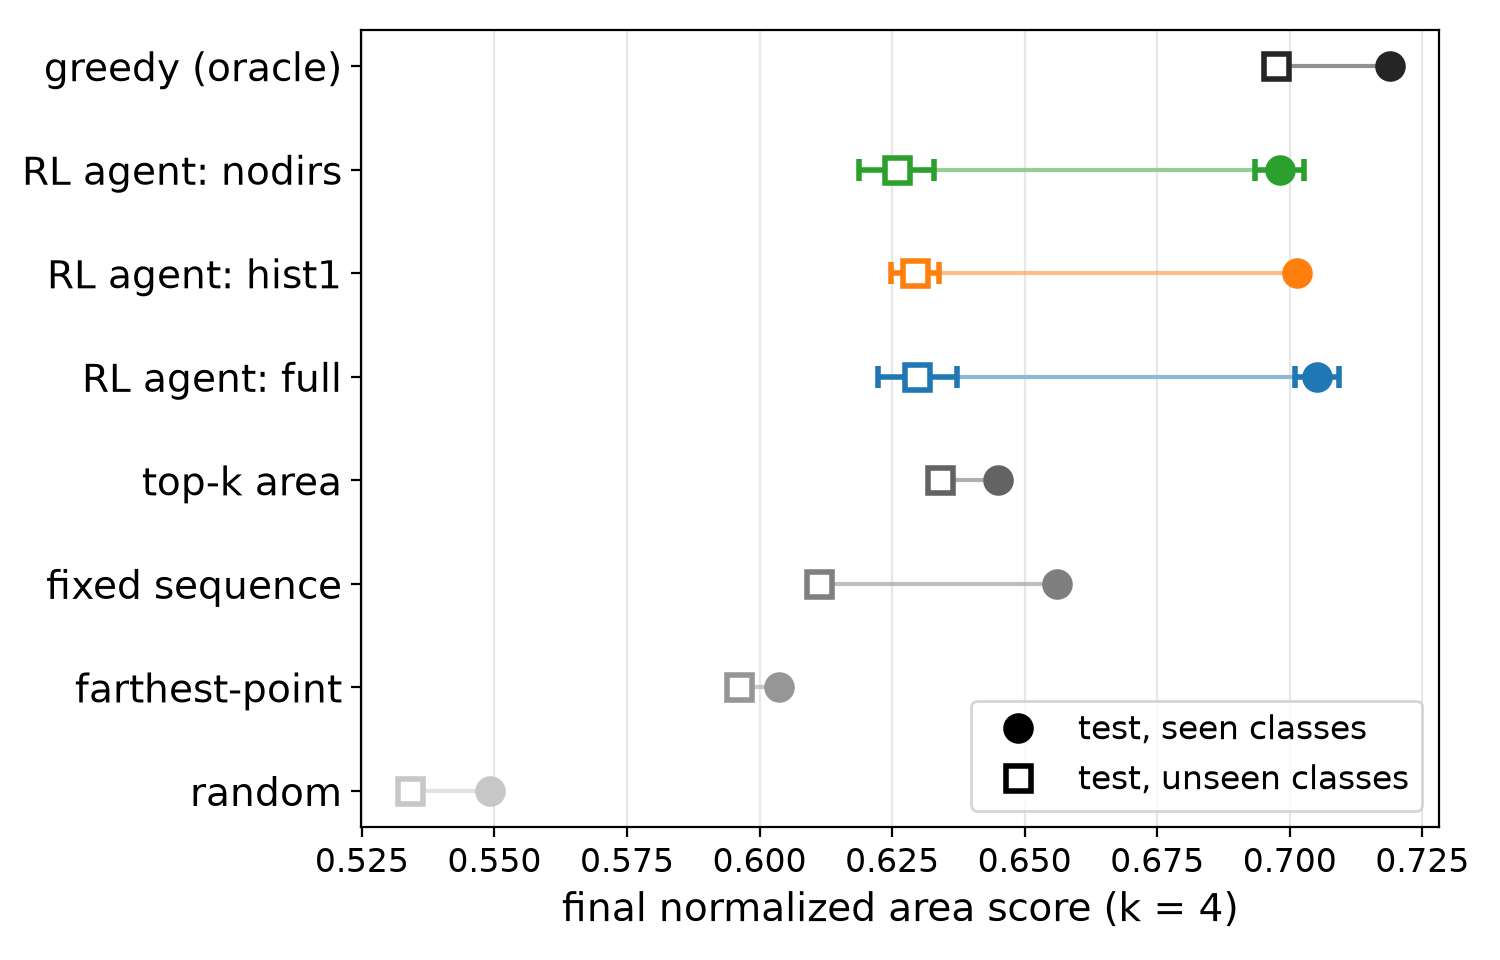 greedy (oracle)
RL agent: nodirs
RL agent: hist1
RL agent: full
top-k area
fixed sequence
farthest-point
random
test, seen classes
test, unseen classes
0.525 0.550 0.575 0.600 0.625 0.650 0.675 0.700 0.725
final normalized area score (k = 4)